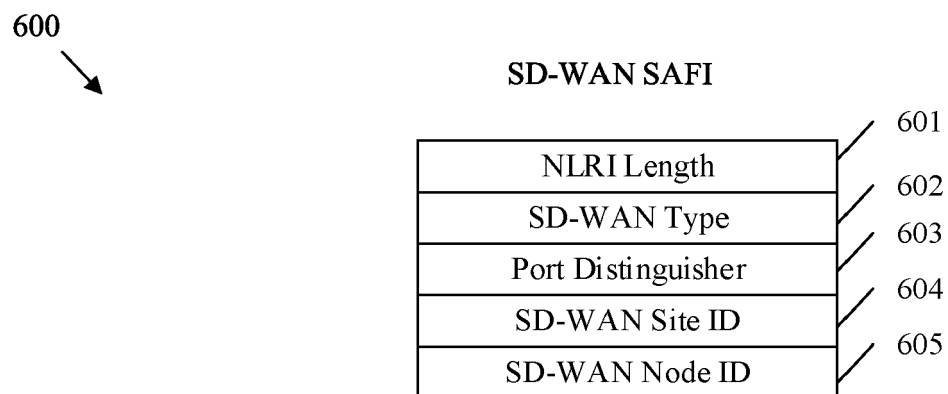 600
SD-WAN SAFI
601
NLRI Length
602
SD-WAN Type
603
Port Distinguisher
604
SD-WAN Site ID
605
SD-WAN Node ID